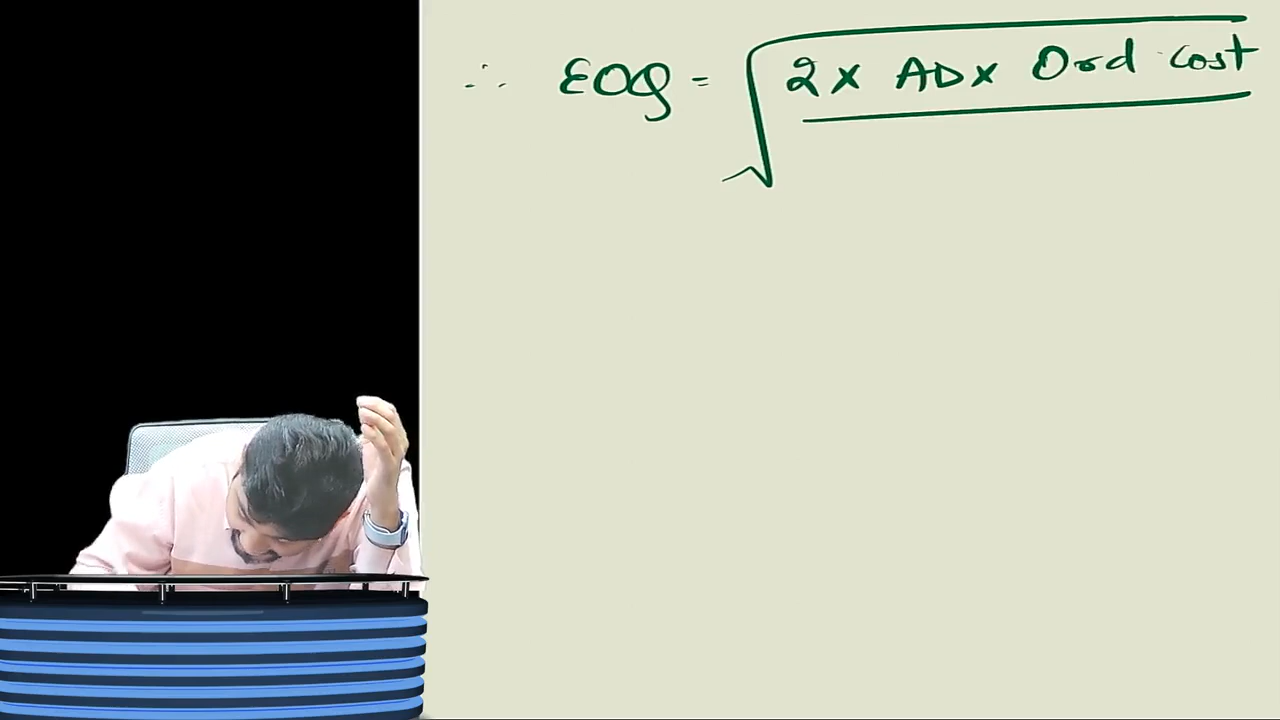 ∴ EOQ = √2 x AD x Ord cost